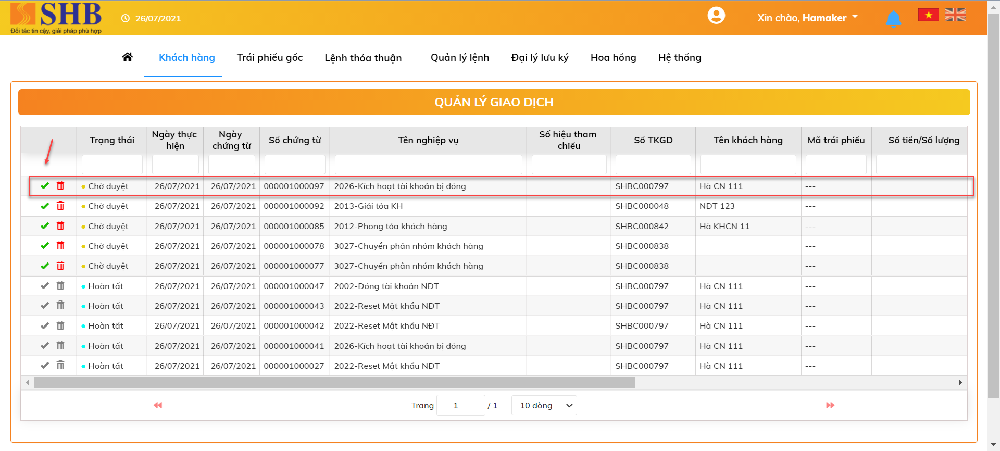 SHB
Đối tác tin cậy, giải pháp phù hợp
26/07/2021
Xin chào, Hamaker
Khách hàng Trái phiếu gốc Lệnh thỏa thuận Quản lý lệnh Đại lý lưu ký Hoa hồng Hệ thống
QUẢN LÝ GIAO DỊCH
Trạng thái Ngày thực hiện Ngày chứng từ Số chứng từ Tên nghiệp vụ Số hiệu tham chiếu Số TKGD Tên khách hàng Mã trái phiếu Số tiền/Số lượng
Chờ duyệt 26/07/2021 26/07/2021 000001000097 2026-Kích hoạt tài khoản bị đóng SHBC000797 Hà CN 111 ---
Chờ duyệt 26/07/2021 26/07/2021 000001000092 2013-Giải tỏa KH SHBC000048 NĐT 123 ---
Chờ duyệt 26/07/2021 26/07/2021 000001000085 2012-Phong tỏa khách hàng SHBC000842 Hà KHCN 11 ---
Chờ duyệt 26/07/2021 26/07/2021 000001000078 3027-Chuyển phân nhóm khách hàng SHBC000838 ---
Chờ duyệt 26/07/2021 26/07/2021 000001000077 3027-Chuyển phân nhóm khách hàng SHBC000838 ---
Hoàn tất 26/07/2021 26/07/2021 000001000047 2002-Đóng tài khoản NĐT SHBC000797 Hà CN 111 ---
Hoàn tất 26/07/2021 26/07/2021 000001000043 2022-Reset Mật khẩu NĐT SHBC000797 Hà CN 111 ---
Hoàn tất 26/07/2021 26/07/2021 000001000042 2022-Reset Mật khẩu NĐT SHBC000797 Hà CN 111 ---
Hoàn tất 26/07/2021 26/07/2021 000001000041 2026-Kích hoạt tài khoản bị đóng SHBC000797 Hà CN 111 ---
Hoàn tất 26/07/2021 26/07/2021 000001000027 2022-Reset Mật khẩu NĐT SHBC000797 Hà CN 111 ---
Trang 1 / 1 10 dòng